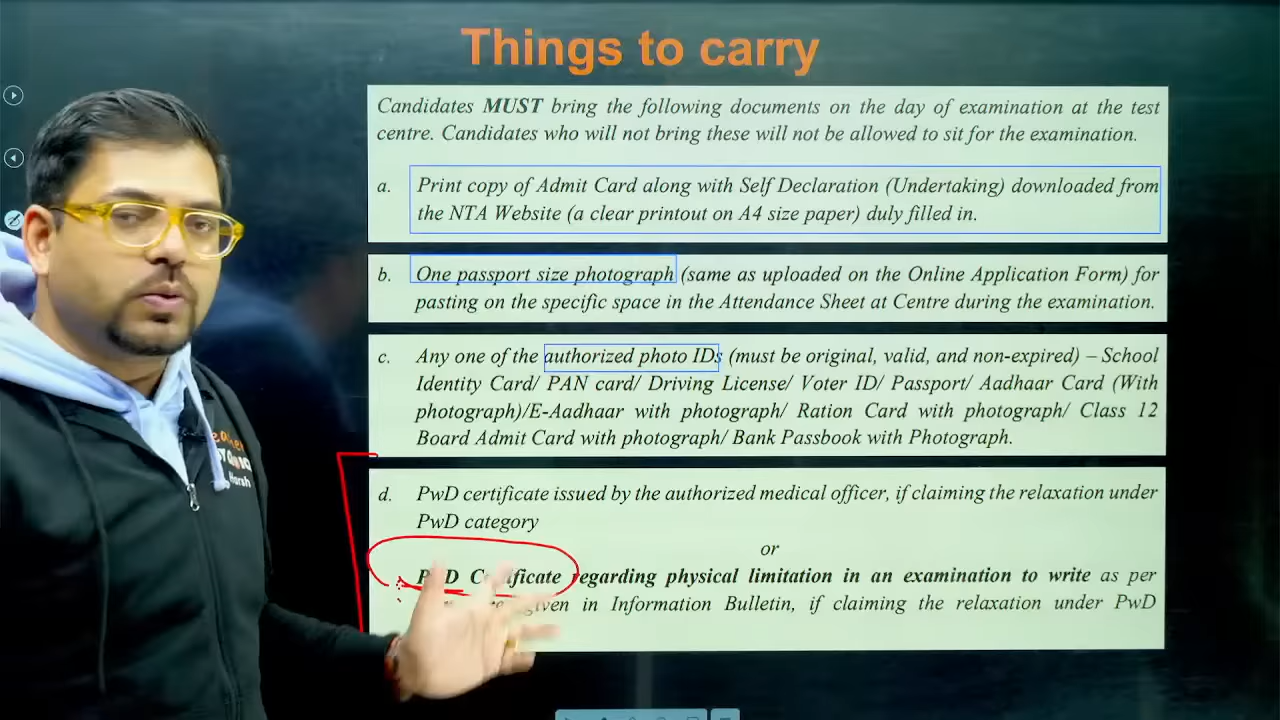 Things to carry
Candidates MUST bring the following documents on the day of examination at the test
centre. Candidates who will not bring these will not be allowed to sit for the examination.
a. Print copy of Admit Card along with Self Declaration (Undertaking) downloaded from
the NTA Website (a clear printout on A4 size paper) duly filled in.
b. One passport size photograph (same as uploaded on the Online Application Form) for
pasting on the specific space in the Attendance Sheet at Centre during the examination.
c. Any one of the authorized photo IDs (must be original, valid, and non-expired) – School
Identity Card/ PAN card/ Driving License/ Voter ID/ Passport/ Aadhaar Card (With
photograph)/E-Aadhaar with photograph/ Ration Card with photograph/ Class 12
Board Admit Card with photograph/ Bank Passbook with Photograph.
d. PwD certificate issued by the authorized medical officer, if claiming the relaxation under
PwD category
or
PwD Certificate regarding physical limitation in an examination to write as per
given in Information Bulletin, if claiming the relaxation under PwD